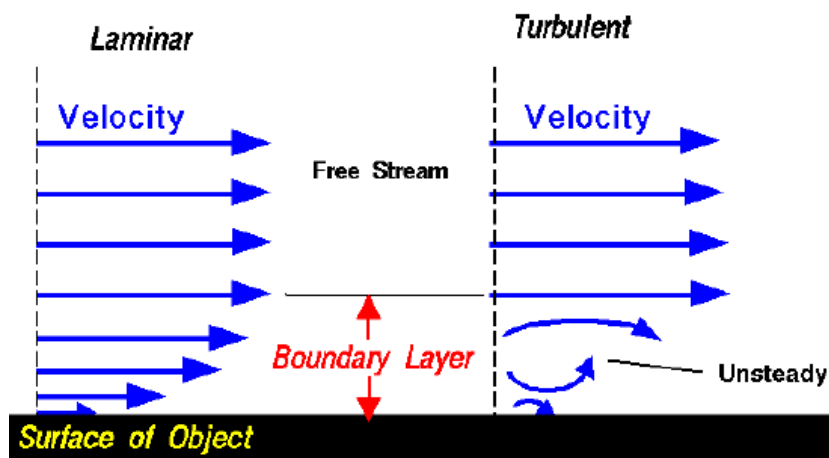 Laminar
Turbulent
Velocity
Velocity
Free Stream
Boundary Layer
Unsteady
Surface of Object